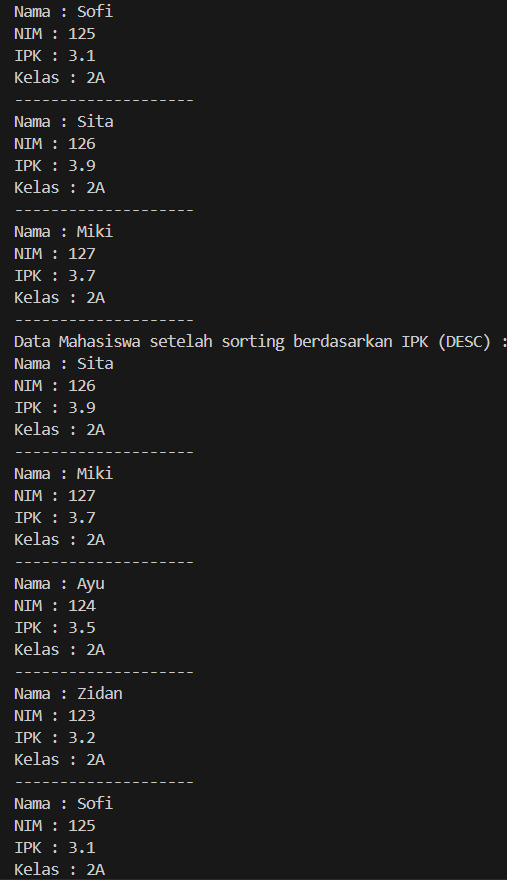 Nama : Sofi
NIM : 125
IPK : 3.1
Kelas : 2A
--------------------
Nama : Sita
NIM : 126
IPK : 3.9
Kelas : 2A
--------------------
Nama : Miki
NIM : 127
IPK : 3.7
Kelas : 2A
--------------------
Data Mahasiswa setelah sorting berdasarkan IPK (DESC) :
Nama : Sita
NIM : 126
IPK : 3.9
Kelas : 2A
--------------------
Nama : Miki
NIM : 127
IPK : 3.7
Kelas : 2A
--------------------
Nama : Ayu
NIM : 124
IPK : 3.5
Kelas : 2A
--------------------
Nama : Zidan
NIM : 123
IPK : 3.2
Kelas : 2A
--------------------
Nama : Sofi
NIM : 125
IPK : 3.1
Kelas : 2A